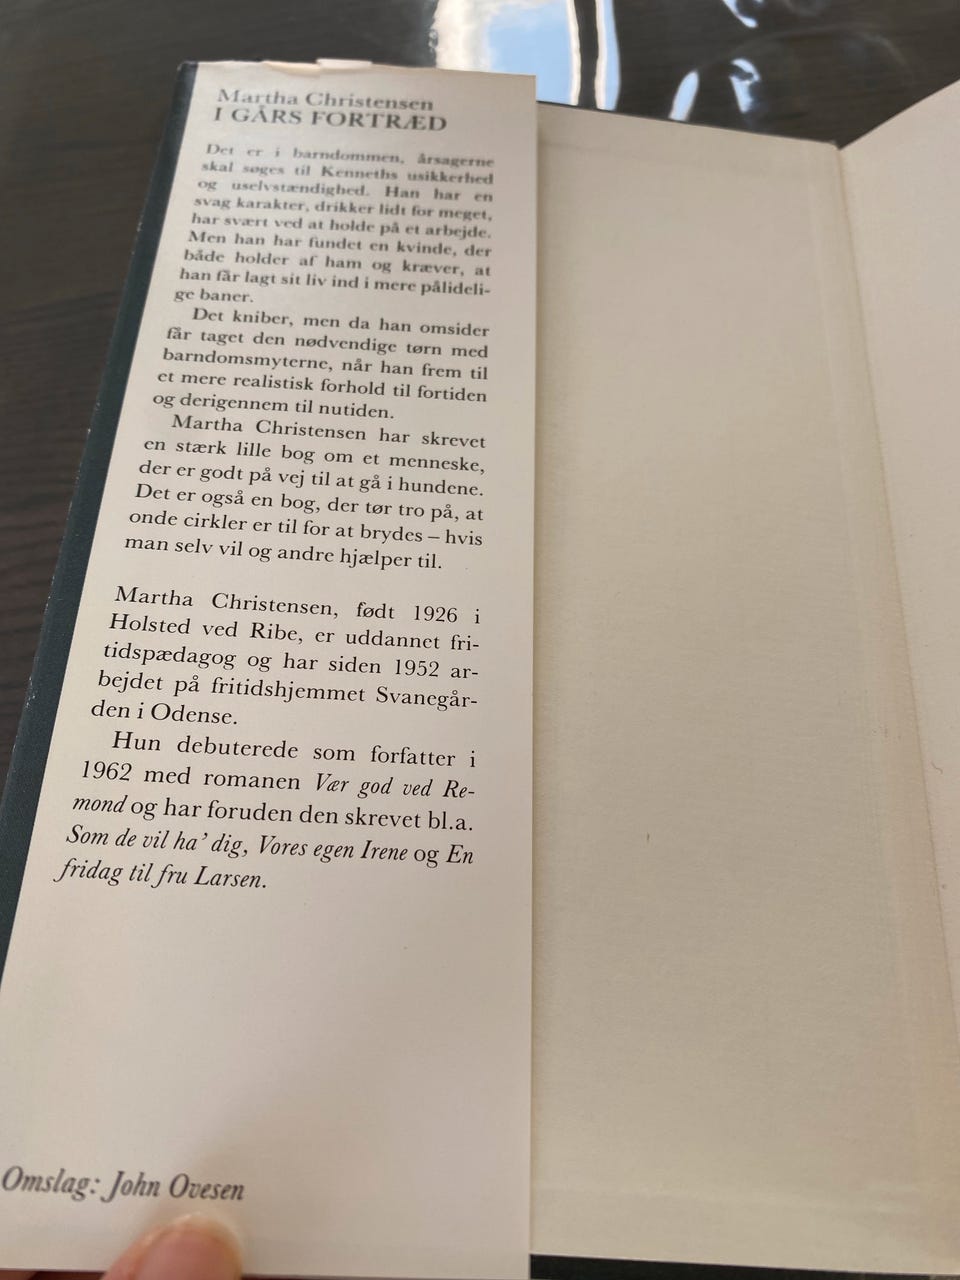 Martha Christensen
I GÅRS FORTRÆD
Det er i barndommen, årsagerne
skal søges til Kenneths usikkerhed
og uselvstændighed. Han har en
svag karakter, drikker lidt for meget,
har svært ved at holde på et arbejde.
Men han har fundet en kvinde, der
både holder af ham og kræver, at
han får lagt sit liv ind i mere pålideli-
ge baner.
Det kniber, men da han omsider
får taget den nødvendige tørn med
barndomsmyterne, når han frem til
et mere realistisk forhold til fortiden
og derigennem til nutiden.
Martha Christensen har skrevet
en stærk lille bog om et menneske,
der er godt på vej til at gå i hundene.
Det er også en bog, der tør tro på, at
onde cirkler er til for at brydes – hvis
man selv vil og andre hjælper til.
Martha Christensen, født 1926 i
Holsted ved Ribe, er uddannet fri-
tidspædagog og har siden 1952 ar-
bejdet på fritidshjemmet Svanegår-
den i Odense.
Hun debuterede som forfatter i
1962 med romanen Vær god ved Re-
mond og har foruden den skrevet bl.a.
Som de vil ha' dig, Vores egen Irene og En
fridag til fru Larsen.
Omslag: John Ovesen